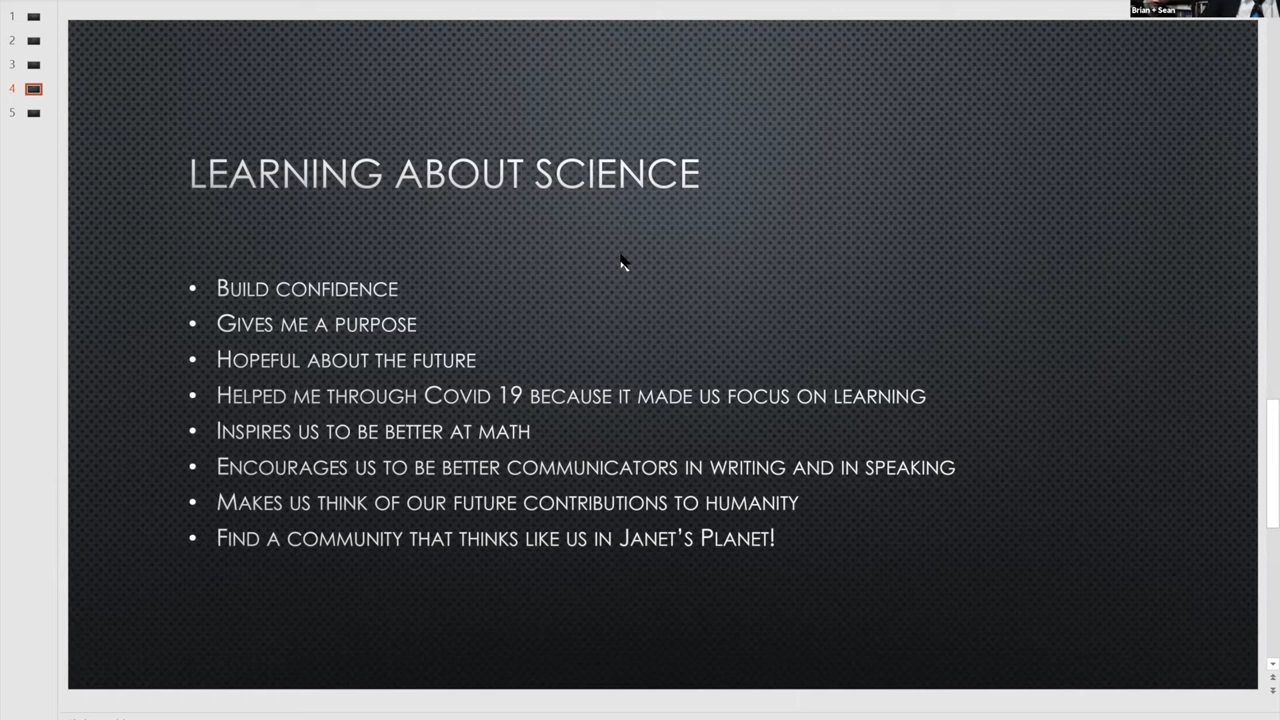 1
2
3
4
5
Brian + Sean
LEARNING ABOUT SCIENCE
• BUILD CONFIDENCE
• GIVES ME A PURPOSE
• HOPEFUL ABOUT THE FUTURE
• HELPED ME THROUGH COVID 19 BECAUSE IT MADE US FOCUS ON LEARNING
• INSPIRES US TO BE BETTER AT MATH
• ENCOURAGES US TO BE BETTER COMMUNICATORS IN WRITING AND IN SPEAKING
• MAKES US THINK OF OUR FUTURE CONTRIBUTIONS TO HUMANITY
• FIND A COMMUNITY THAT THINKS LIKE US IN JANET'S PLANET!